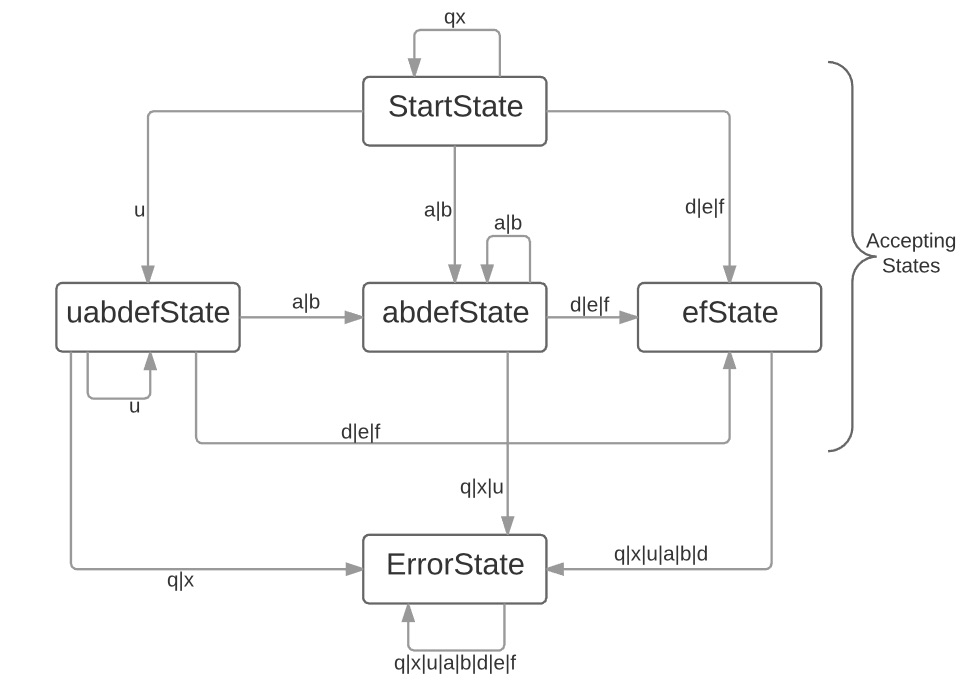 qx
StartState
u
a|b
d|e|f
a|b
Accepting
States
uabdefState
a|b
abdefState
d|e|f
efState
u
d|e|f
q|x|u
q|x
ErrorState
q|x|u|a|b|d
q|x|u|a|b|d|e|f